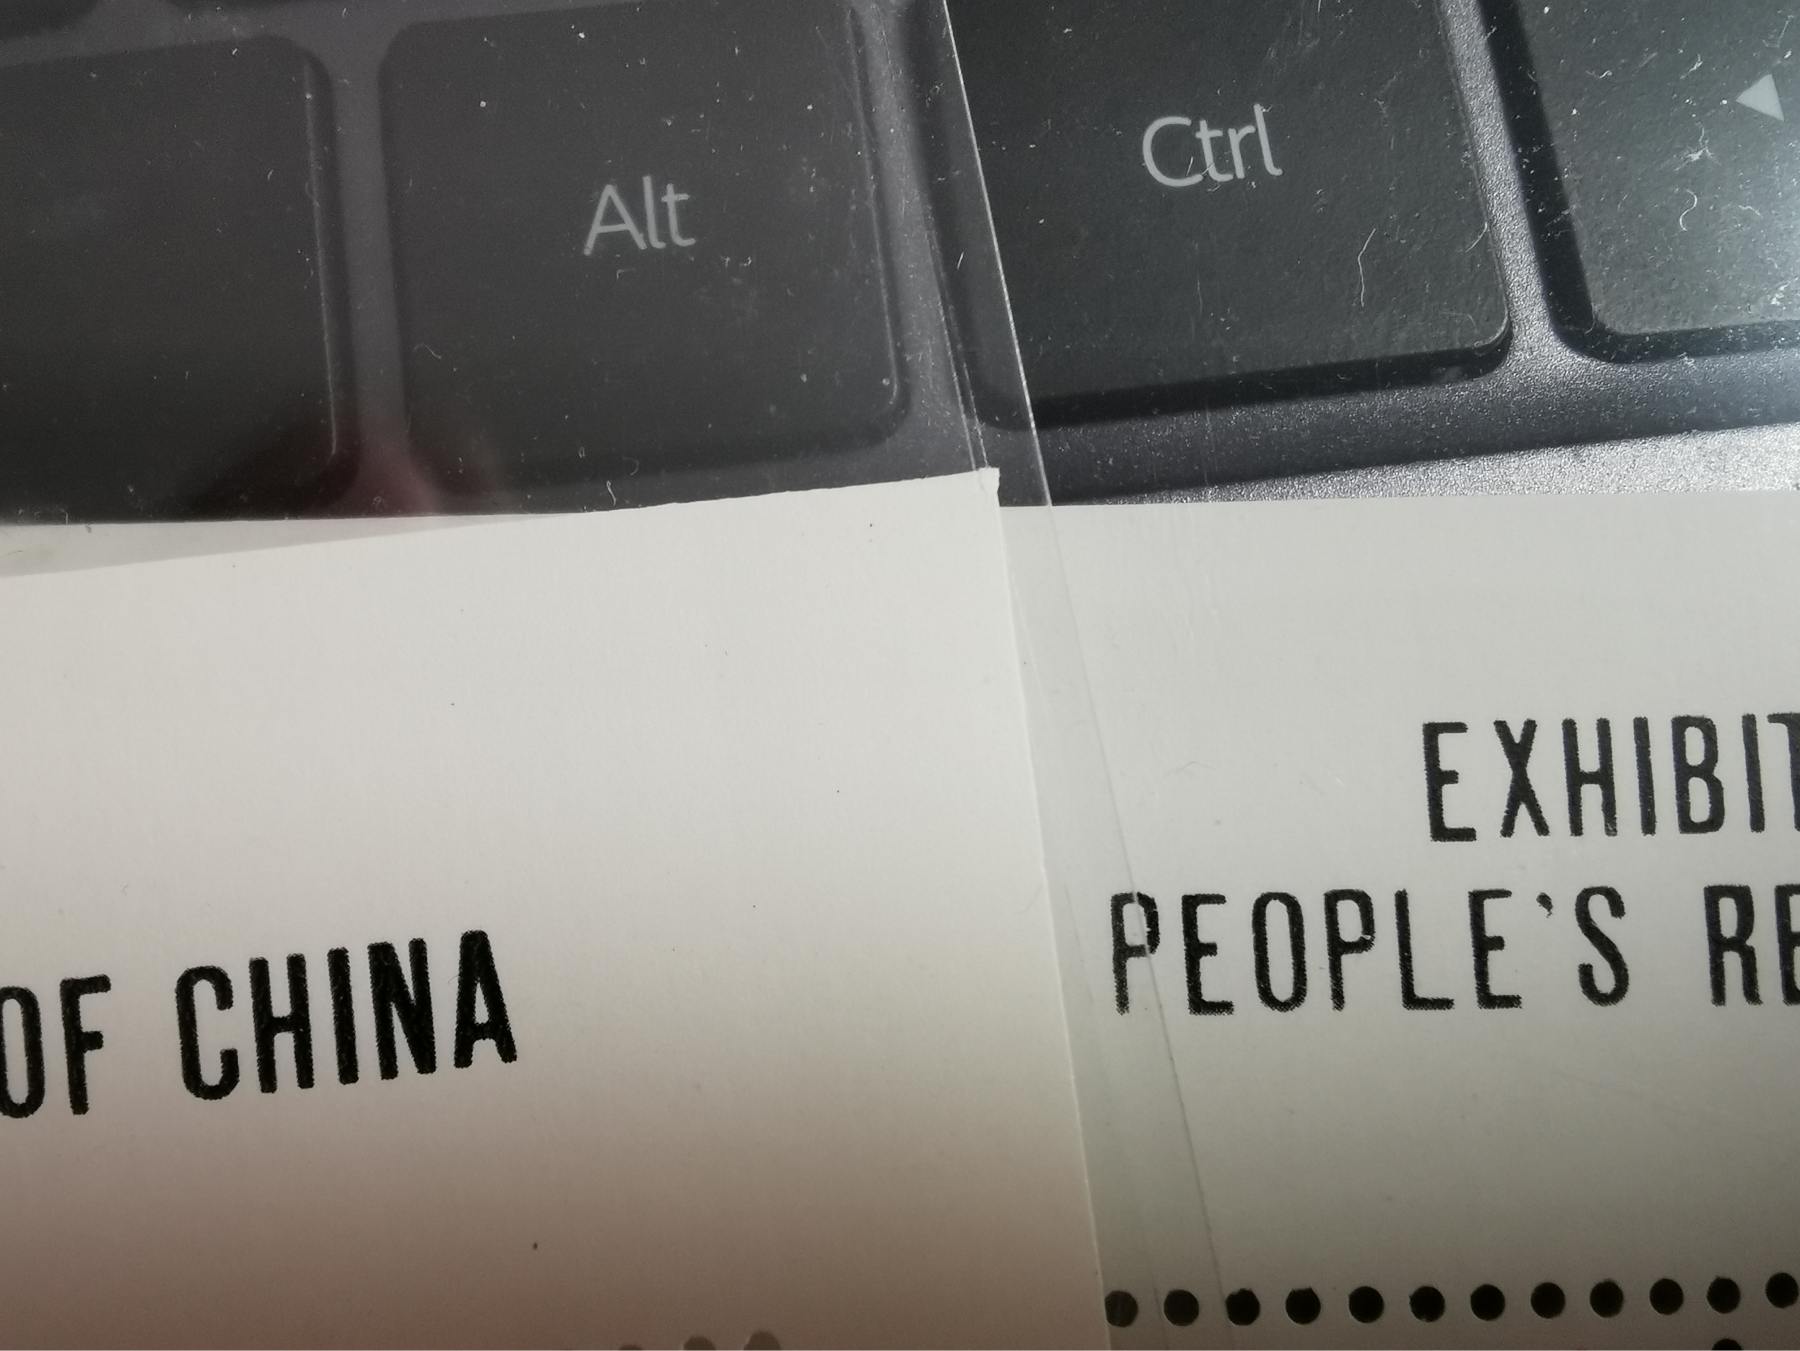 Alt
Ctrl
OF CHINA
EXHIBIT
PEOPLE'S RE